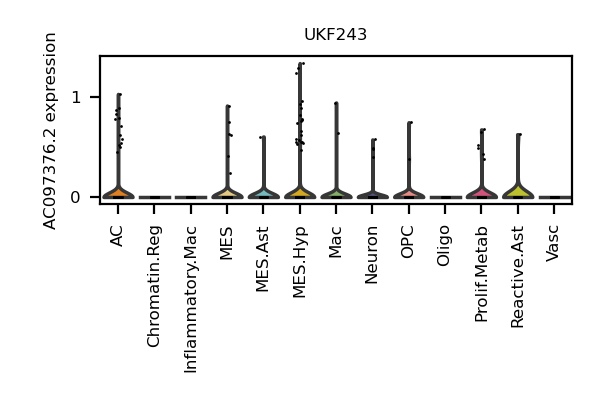 UKF243
AC097376.2 expression
1
0
AC
Chromatin.Reg
Inflammatory.Mac
MES
MES.Ast
MES.Hyp
Mac
Neuron
OPC
Oligo
Prolif.Metab
Reactive.Ast
Vasc